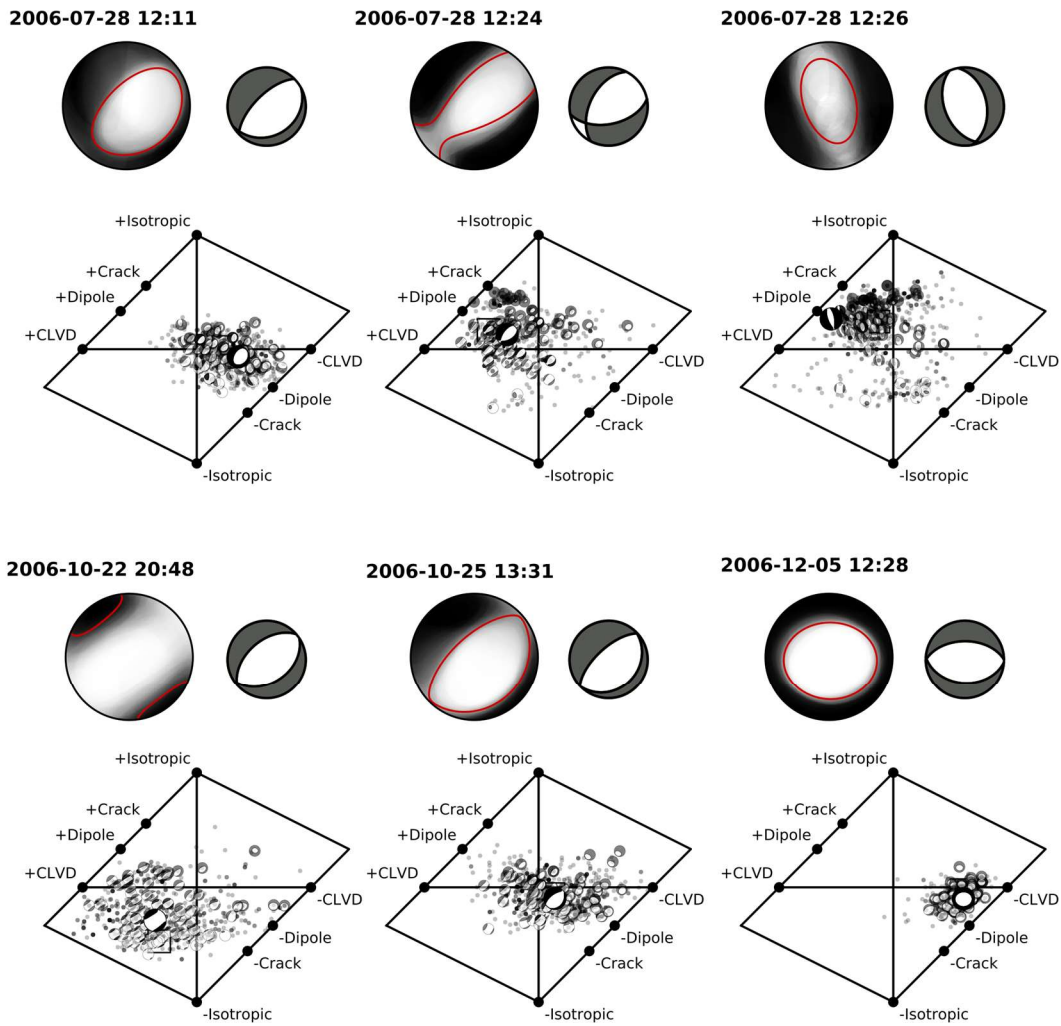 2006-07-28 12:11
2006-07-28 12:24
2006-07-28 12:26
+Isotropic
+Crack
+Dipole
+CLVD
-CLVD
-Dipole
-Crack
-Isotropic
+Isotropic
+Crack
+Dipole
+CLVD
-CLVD
-Dipole
-Crack
-Isotropic
+Isotropic
+Crack
+Dipole
+CLVD
-CLVD
-Dipole
-Crack
-Isotropic
2006-10-22 20:48
2006-10-25 13:31
2006-12-05 12:28
+Isotropic
+Crack
+Dipole
+CLVD
-CLVD
-Dipole
-Crack
-Isotropic
+Isotropic
+Crack
+Dipole
+CLVD
-CLVD
-Dipole
-Crack
-Isotropic
+Isotropic
+Crack
+Dipole
+CLVD
-CLVD
-Dipole
-Crack
-Isotropic